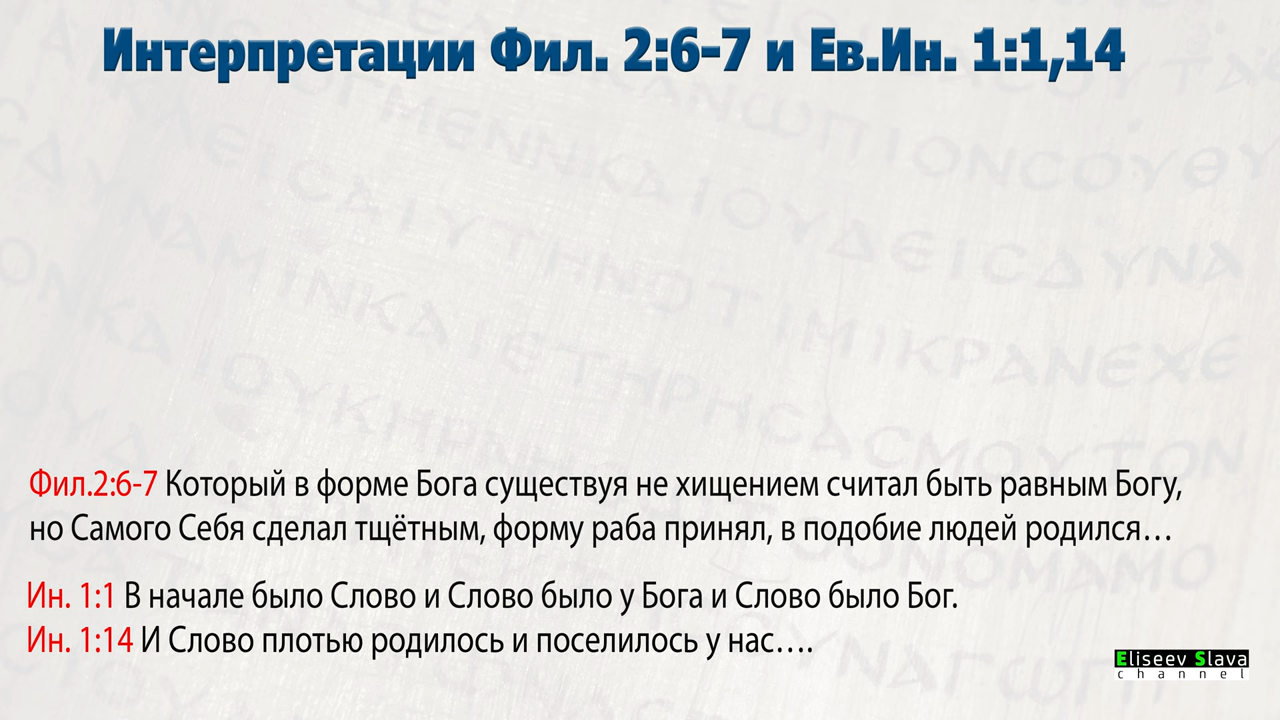 Интерпретации Фил. 2:6-7 и Ев.Ин. 1:1,14
Фил.2:6-7 Который в форме Бога существуя не хищением считал быть равным Богу,
но Самого Себя сделал тщётным, форму раба принял, в подобие людей родился…
Ин. 1:1 В начале было Слово и Слово было у Бога и Слово было Бог.
Ин. 1:14 И Слово плотью родилось и поселилось у нас….
Eliseev Slava
channel